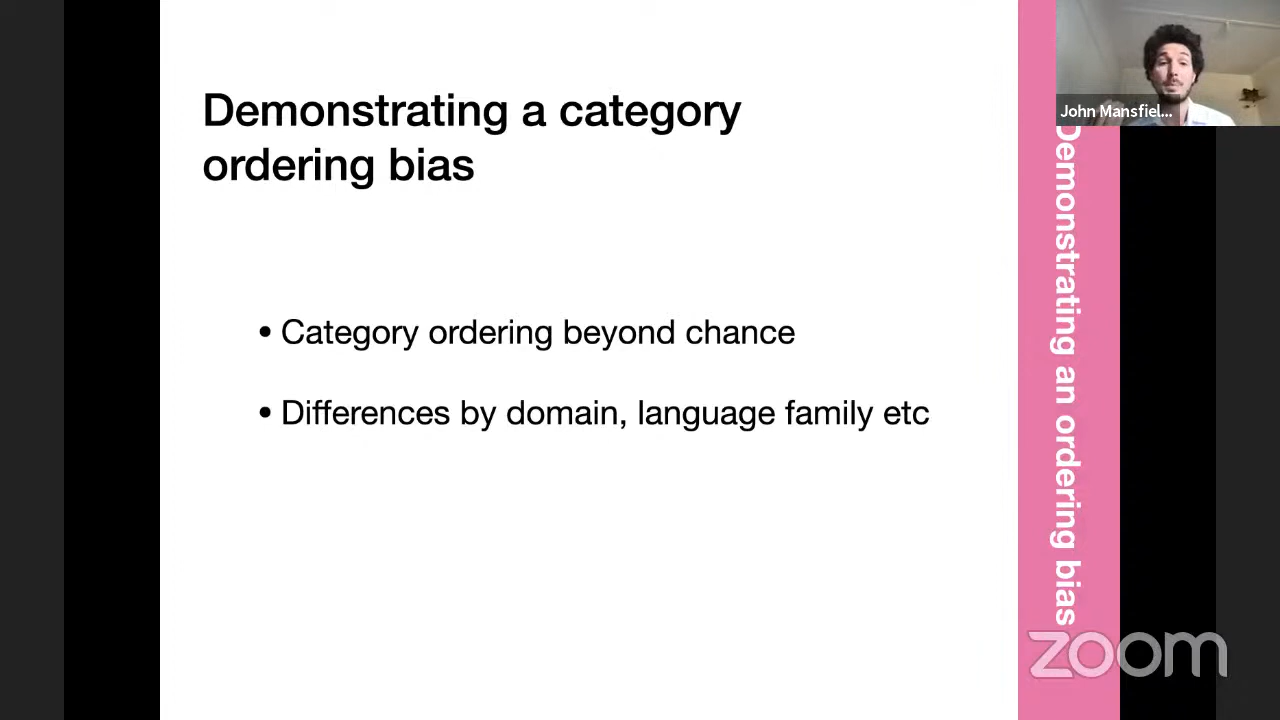 Demonstrating a category
ordering bias
• Category ordering beyond chance
• Differences by domain, language family etc
John Mansfiel...
Demonstrating an ordering bias
zoom